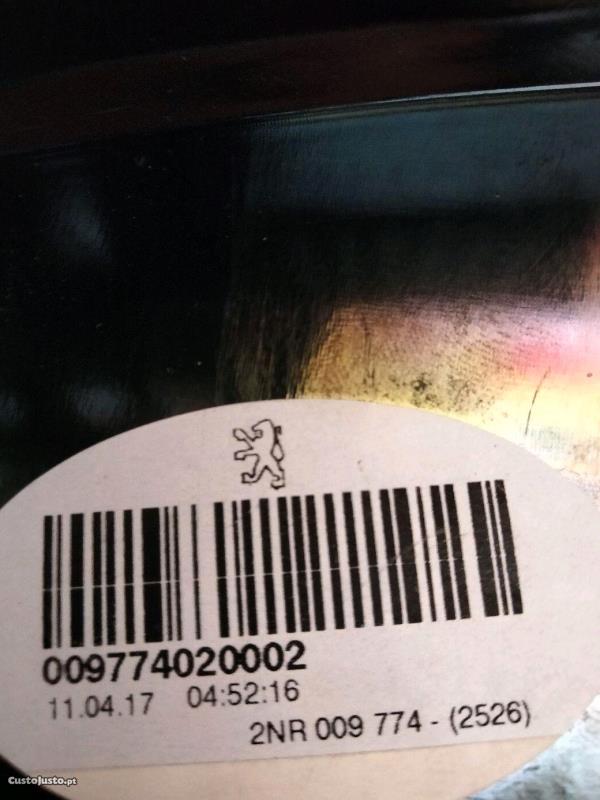 009774020002
11.04.17 04:52:16
2NR 009 774 - (2526)
CustoJusto.pt